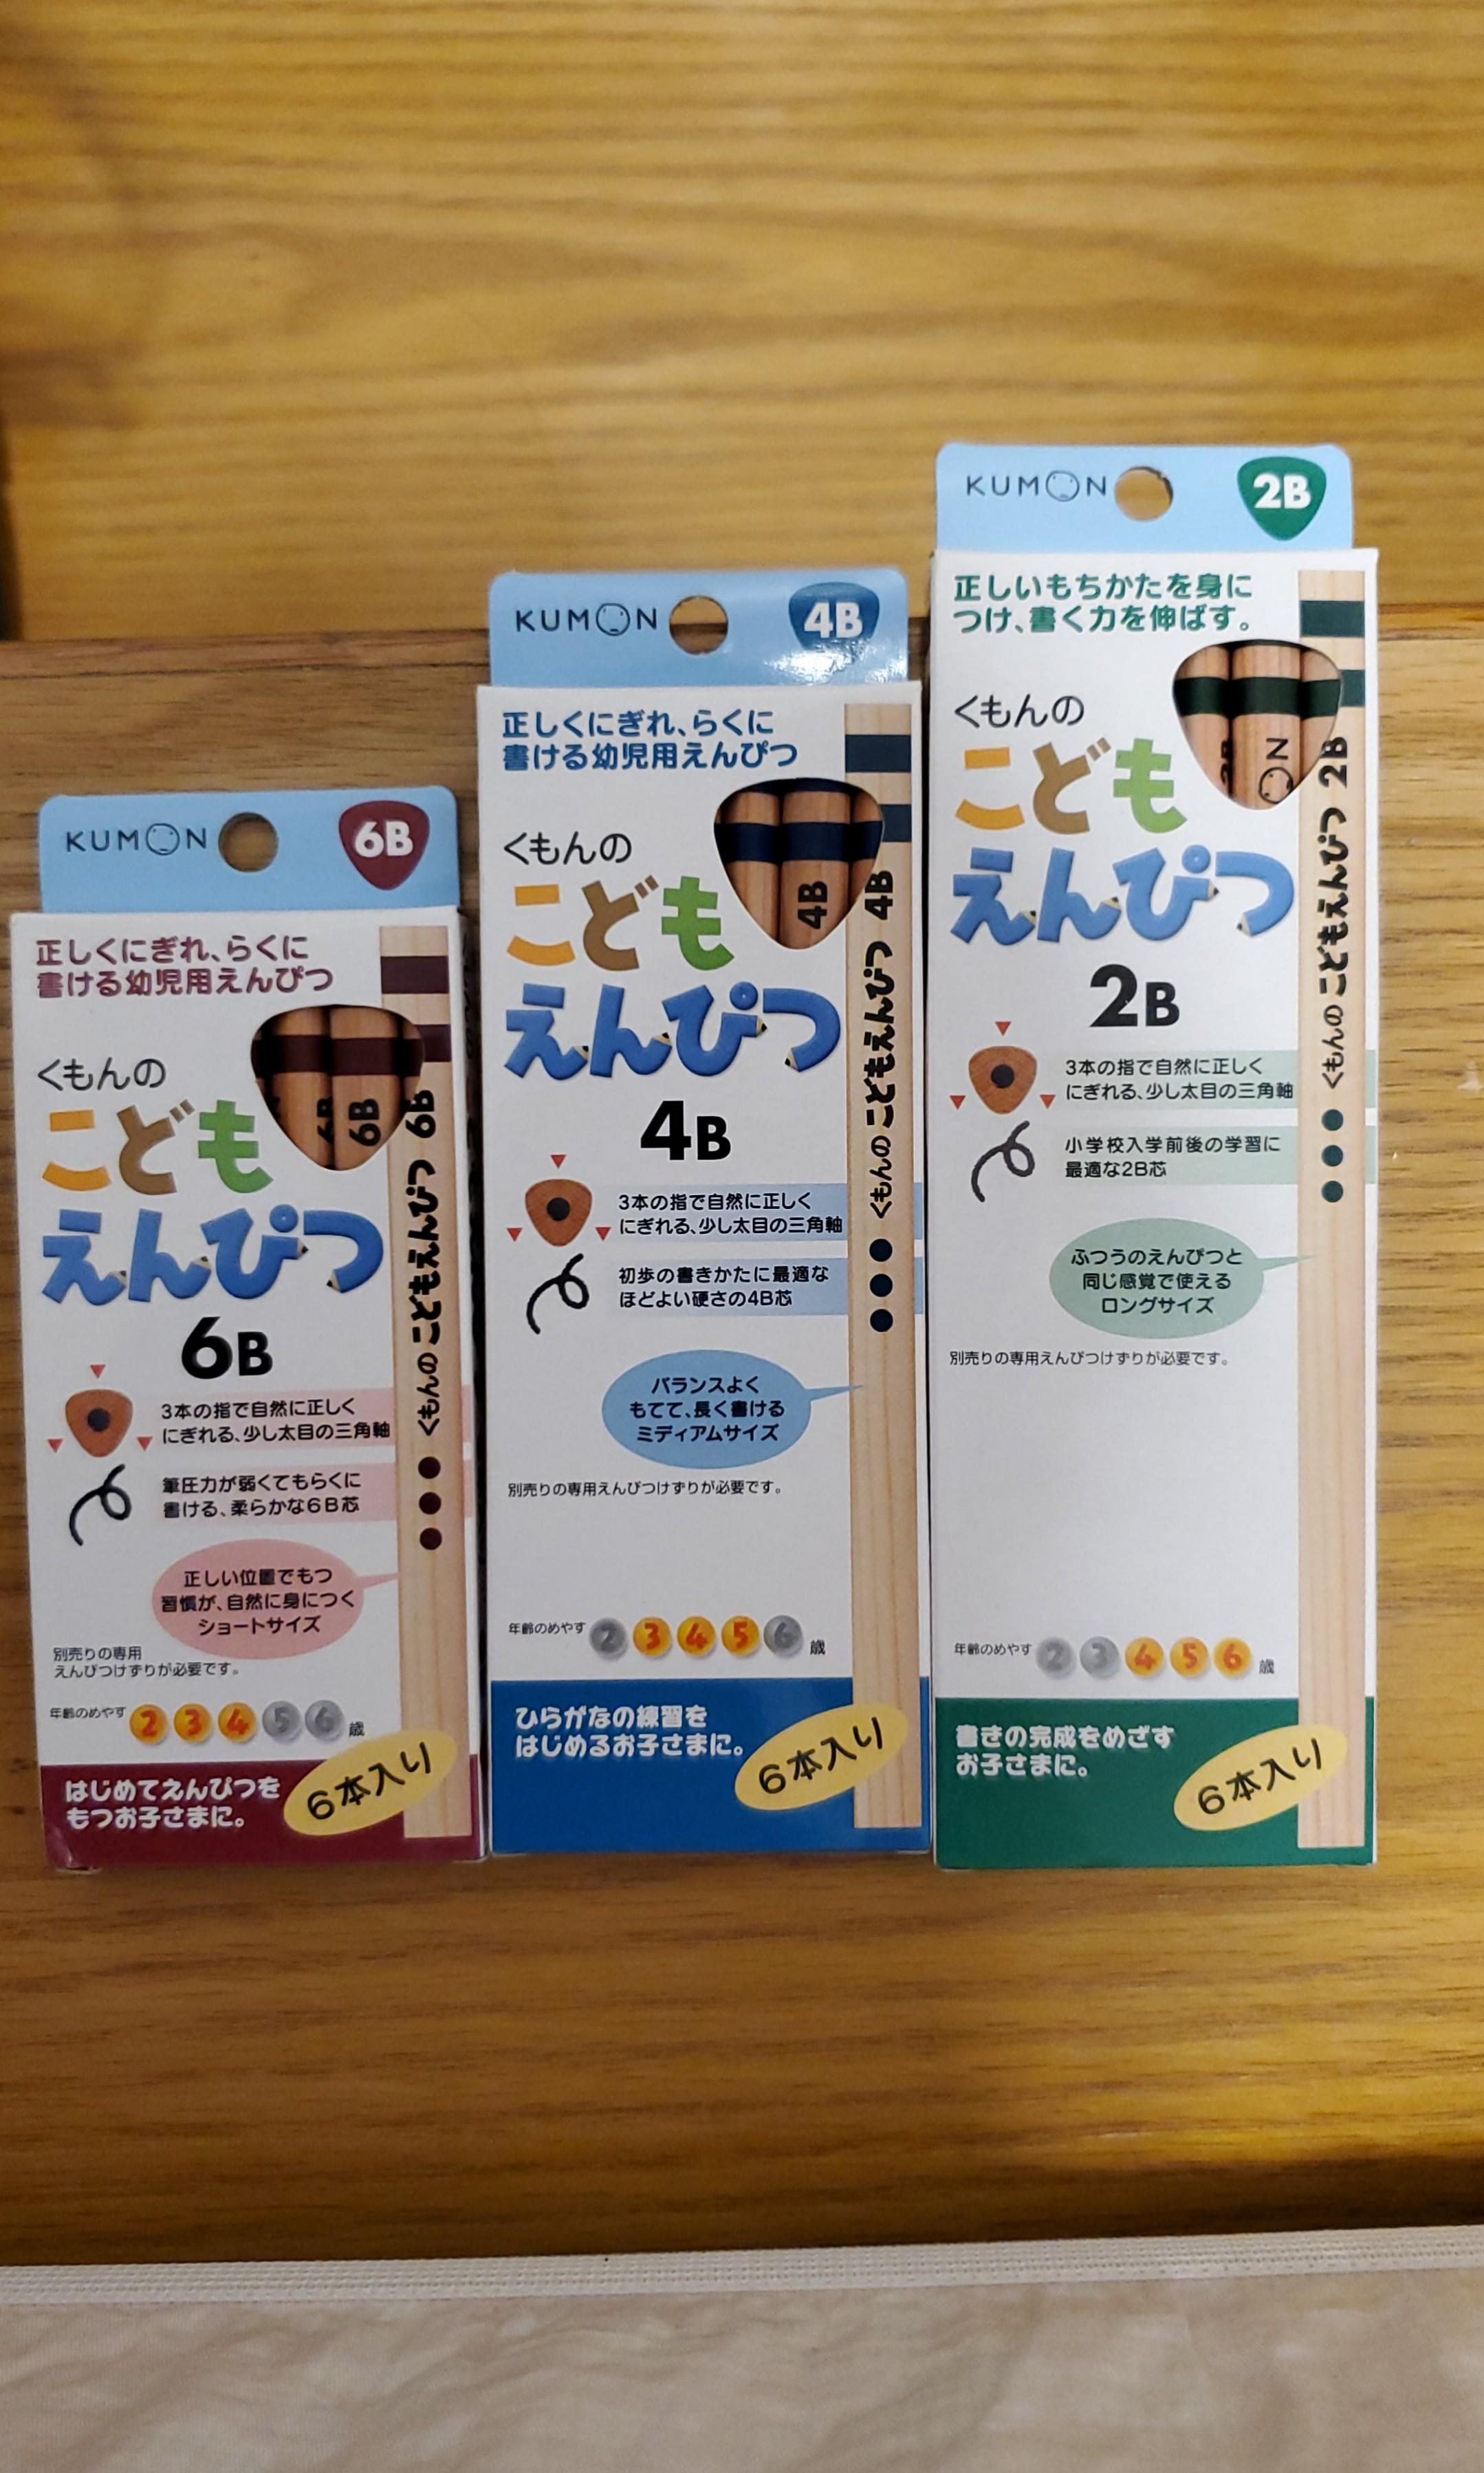 KUMON
6B
正しくにぎれ、らくに
書ける幼児用えんぴつ
6B
6B
くもんの
こども
えんぴつ
6B
くもんの こどもえんぴつ 6B
3本の指で自然に正しく
にぎれる、少し太目の三角軸
筆圧力が弱くてもらくに
書ける、柔らかな6B芯
正しい位置でもつ
習慣が、自然に身につく
ショートサイズ
別売りの専用
えんぴつけずりが必要です。
年齢のめやす 2 3 4 5 6 歳
はじめてえんぴつを
もつお子さまに。
6本入り
KUMON
4B
正しくにぎれ、らくに
書ける幼児用えんぴつ
4B
くもんの
こども
えんぴつ
4B
くもんの こどもえんぴつ 4B
3本の指で自然に正しく
にぎれる、少し太目の三角軸
初歩の書きかたに最適な
ほどよい硬さの4B芯
バランスよく
もてて、長く書ける
ミディアムサイズ
別売りの専用えんぴつけずりが必要です。
年齢のめやす 2 3 4 5 6 歳
ひらがなの練習を
はじめるお子さまに。
6本入り
KUMON
2B
正しいもちかたを身に
つけ、書く力を伸ばす。
くもんの
こども
えんぴつ
2B
くもんの こどもえんぴつ 2B
3本の指で自然に正しく
にぎれる、少し太目の三角軸
小学校入学前後の学習に
最適な2B芯
ふつうのえんぴつと
同じ感覚で使える
ロングサイズ
別売りの専用えんぴつけずりが必要です。
年齢のめやす 2 3 4 5 6 歳
書きの完成をめざす
お子さまに。
6本入り